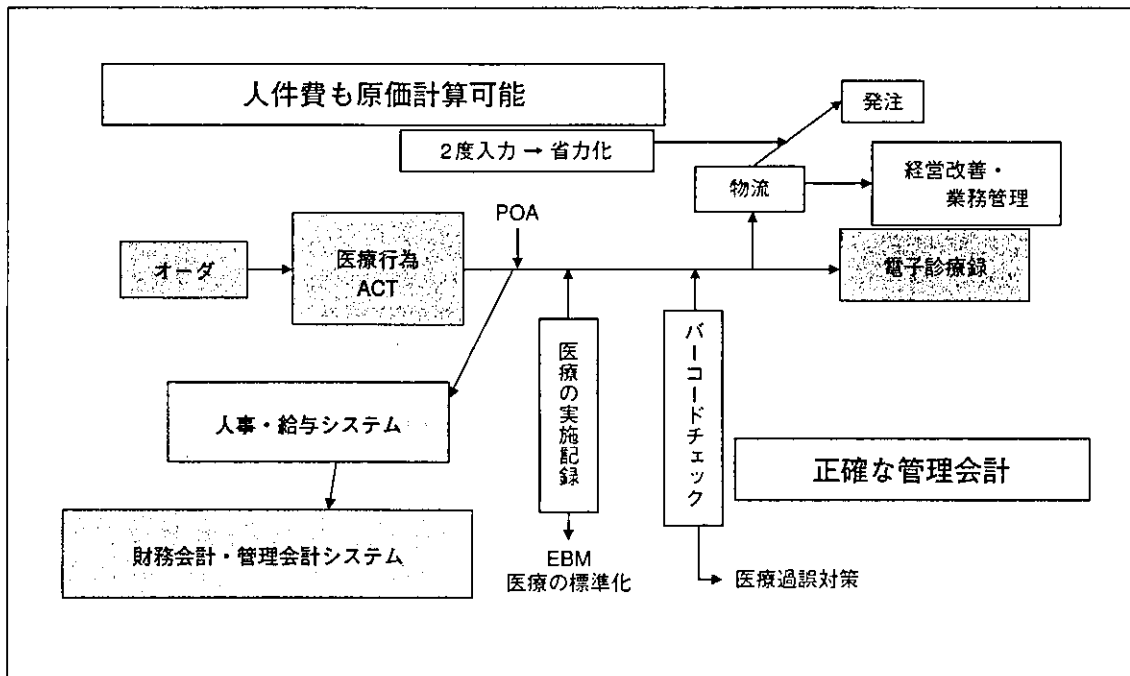 人件費も原価計算可能
発注
2度入力 → 省力化
物流
経営改善・
業務管理
POA
オーダ
医療行為
ACT
電子診療録
医療の実施記録
バーコードチェック
人事・給与システム
正確な管理会計
財務会計・管理会計システム
EBM
医療の標準化
医療過誤対策